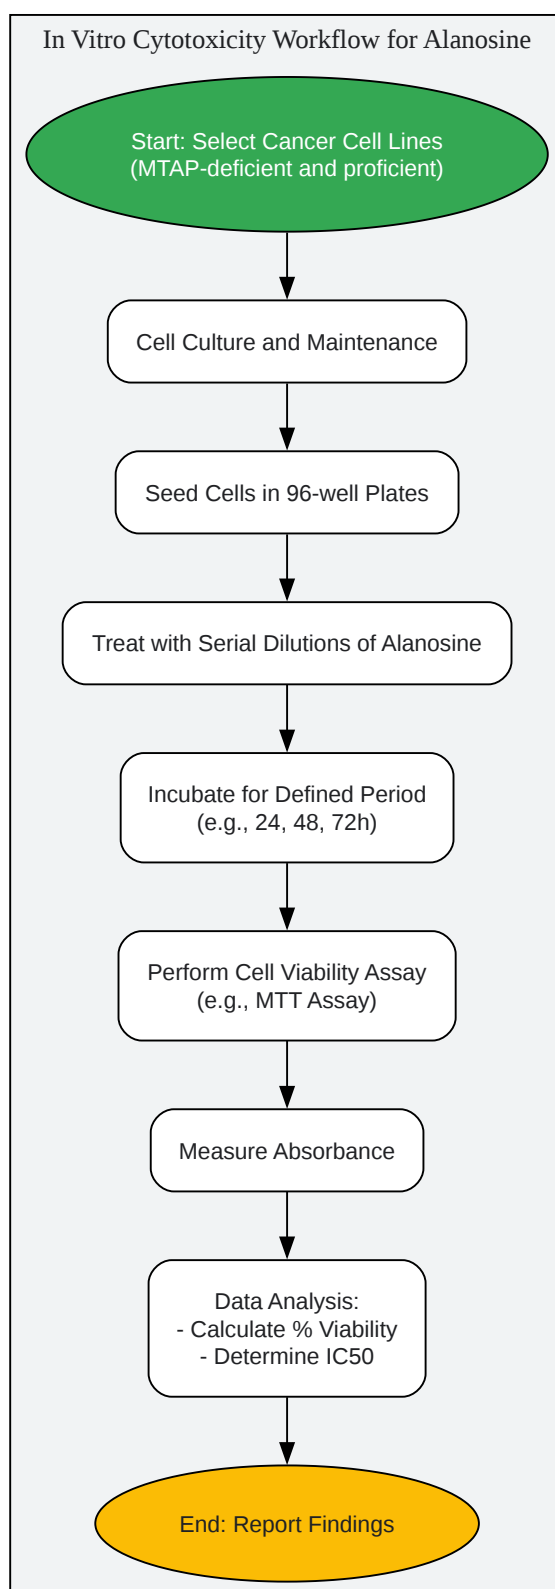 In Vitro Cytotoxicity Workflow for Alanosine
Start: Select Cancer Cell Lines
(MTAP-deficient and proficient)
Cell Culture and Maintenance
Seed Cells in 96-well Plates
Treat with Serial Dilutions of Alanosine
Incubate for Defined Period
(e.g., 24, 48, 72h)
Perform Cell Viability Assay
(e.g., MTT Assay)
Measure Absorbance
Data Analysis:
- Calculate % Viability
- Determine IC50
End: Report Findings